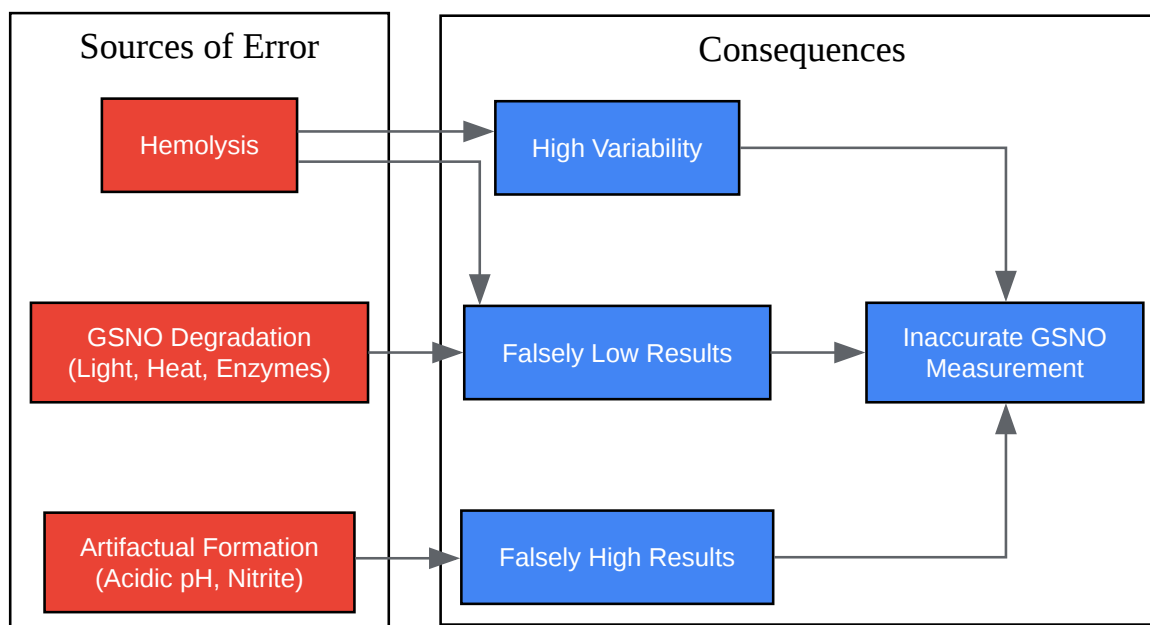 Sources of Error
Consequences
Hemolysis
High Variability
GSNO Degradation
(Light, Heat, Enzymes)
Falsely Low Results
Inaccurate GSNO
Measurement
Artifactual Formation
(Acidic pH, Nitrite)
Falsely High Results